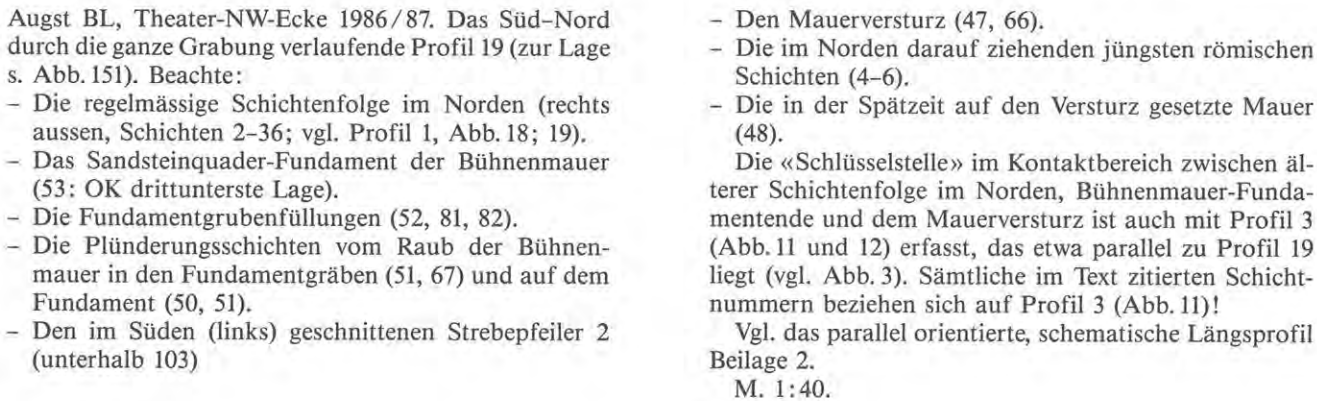 Augst BL, Theater-NW-Ecke 1986/87. Das Süd–Nord
durch die ganze Grabung verlaufende Profil 19 (zur Lage
s. Abb. 151). Beachte:
– Die regelmässige Schichtenfolge im Norden (rechts
aussen, Schichten 2–36; vgl. Profil 1, Abb. 18; 19).
– Das Sandsteinquader-Fundament der Bühnenmauer
(53: OK drittunterste Lage).
– Die Fundamentgrubenfüllungen (52, 81, 82).
– Die Plünderungsschichten vom Raub der Bühnen-
mauer in den Fundamentgräben (51, 67) und auf dem
Fundament (50, 51).
– Den im Süden (links) geschnittenen Strebepfeiler 2
(unterhalb 103)
– Den Mauerversturz (47, 66).
– Die im Norden darauf ziehenden jüngsten römischen
Schichten (4–6).
– Die in der Spätzeit auf den Versturz gesetzte Mauer
(48).
Die «Schlüsselstelle» im Kontaktbereich zwischen äl-
terer Schichtenfolge im Norden, Bühnenmauer-Funda-
mentende und dem Mauerversturz ist auch mit Profil 3
(Abb. 11 und 12) erfasst, das etwa parallel zu Profil 19
liegt (vgl. Abb. 3). Sämtliche im Text zitierten Schicht-
nummern beziehen sich auf Profil 3 (Abb. 11)!
Vgl. das parallel orientierte, schematische Längsprofil
Beilage 2.
M. 1:40.